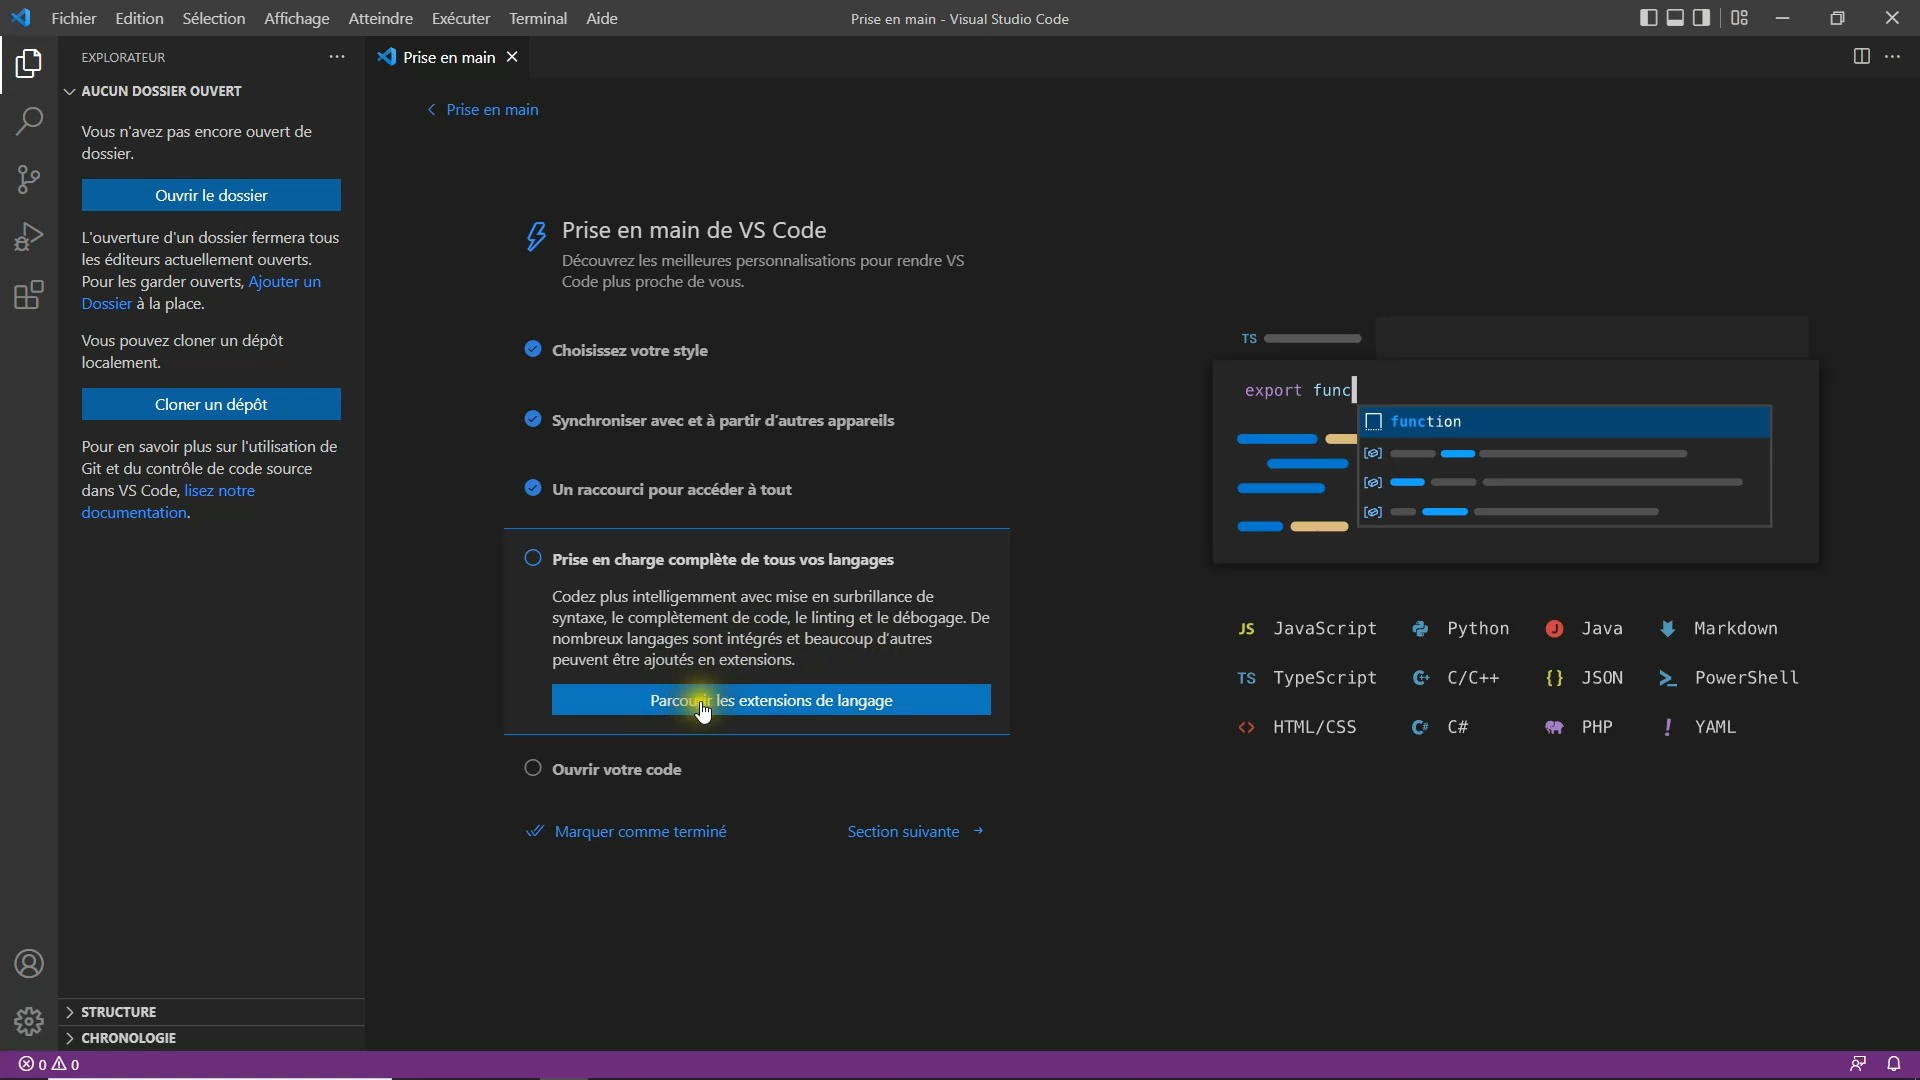 Fichier Edition Sélection Affichage Atteindre Exécuter Terminal Aide
Prise en main - Visual Studio Code
EXPLORATEUR
AUCUN DOSSIER OUVERT
Vous n'avez pas encore ouvert de
dossier.
Ouvrir le dossier
L'ouverture d'un dossier fermera tous
les éditeurs actuellement ouverts.
Pour les garder ouverts, Ajouter un
Dossier à la place.
Vous pouvez cloner un dépôt
localement.
Cloner un dépôt
Pour en savoir plus sur l'utilisation de
Git et du contrôle de code source
dans VS Code, lisez notre
documentation.
STRUCTURE
CHRONOLOGIE
Prise en main
Prise en main
Prise en main de VS Code
Découvrez les meilleures personnalisations pour rendre VS
Code plus proche de vous.
Choisissez votre style
Synchroniser avec et à partir d'autres appareils
Un raccourci pour accéder à tout
Prise en charge complète de tous vos langages
Codez plus intelligemment avec mise en surbrillance de
syntaxe, le complètement de code, le linting et le débogage. De
nombreux langages sont intégrés et beaucoup d'autres
peuvent être ajoutés en extensions.
Parcourir les extensions de langage
Ouvrir votre code
Marquer comme terminé
Section suivante →
TS
export func
function
JS JavaScript Python J Java Markdown
TS TypeScript C+ C/C++ {} JSON >_ PowerShell
<> HTML/CSS C# C# PHP ! YAML
0 0